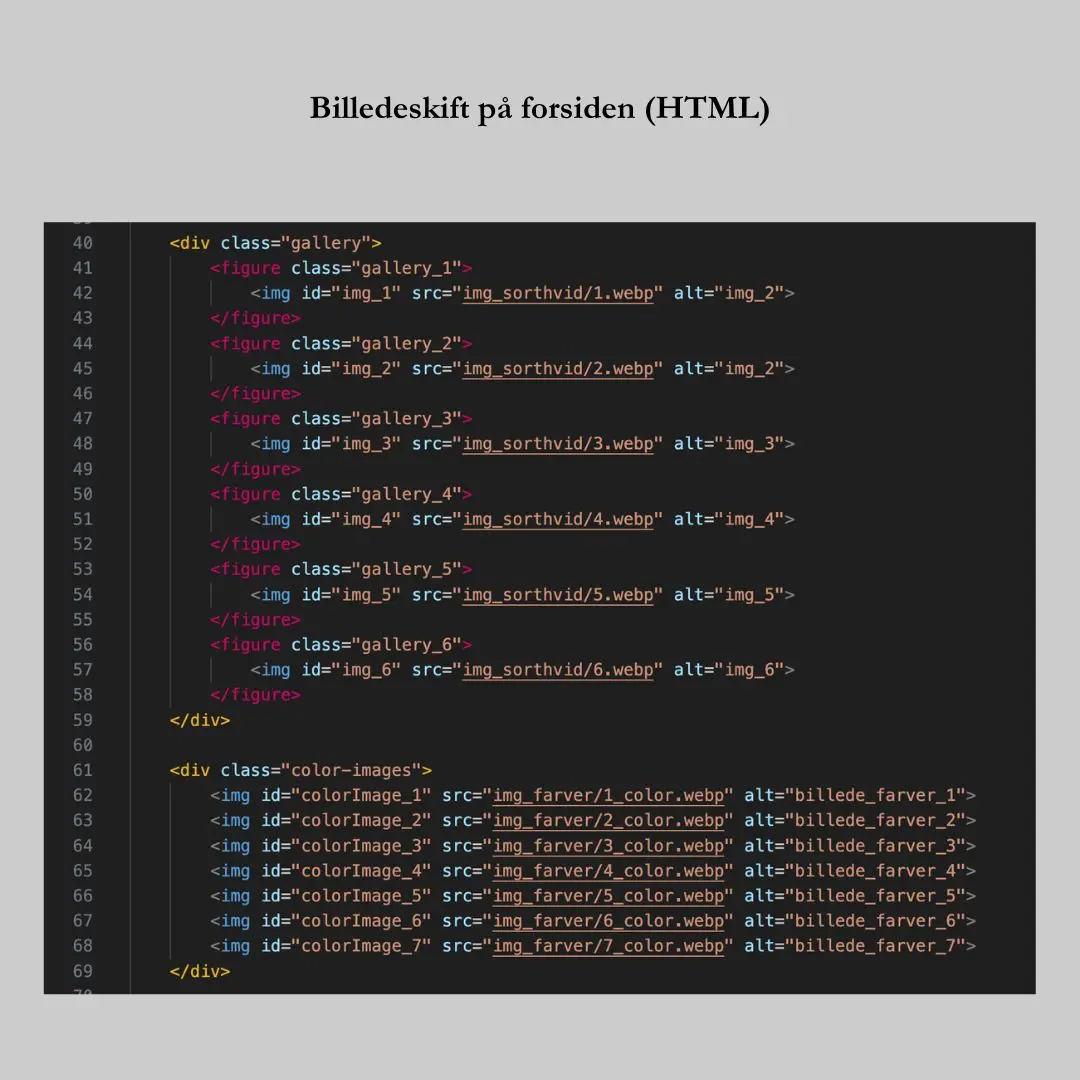 Billedeskift på forsiden (HTML)
40 <div class="gallery">
41 <figure class="gallery_1">
42 <img id="img_1" src="img_sorthvid/1.webp" alt="img_2">
43 </figure>
44 <figure class="gallery_2">
45 <img id="img_2" src="img_sorthvid/2.webp" alt="img_2">
46 </figure>
47 <figure class="gallery_3">
48 <img id="img_3" src="img_sorthvid/3.webp" alt="img_3">
49 </figure>
50 <figure class="gallery_4">
51 <img id="img_4" src="img_sorthvid/4.webp" alt="img_4">
52 </figure>
53 <figure class="gallery_5">
54 <img id="img_5" src="img_sorthvid/5.webp" alt="img_5">
55 </figure>
56 <figure class="gallery_6">
57 <img id="img_6" src="img_sorthvid/6.webp" alt="img_6">
58 </figure>
59 </div>
60
61 <div class="color-images">
62 <img id="colorImage_1" src="img_farver/1_color.webp" alt="billede_farver_1">
63 <img id="colorImage_2" src="img_farver/2_color.webp" alt="billede_farver_2">
64 <img id="colorImage_3" src="img_farver/3_color.webp" alt="billede_farver_3">
65 <img id="colorImage_4" src="img_farver/4_color.webp" alt="billede_farver_4">
66 <img id="colorImage_5" src="img_farver/5_color.webp" alt="billede_farver_5">
67 <img id="colorImage_6" src="img_farver/6_color.webp" alt="billede_farver_6">
68 <img id="colorImage_7" src="img_farver/7_color.webp" alt="billede_farver_7">
69 </div>